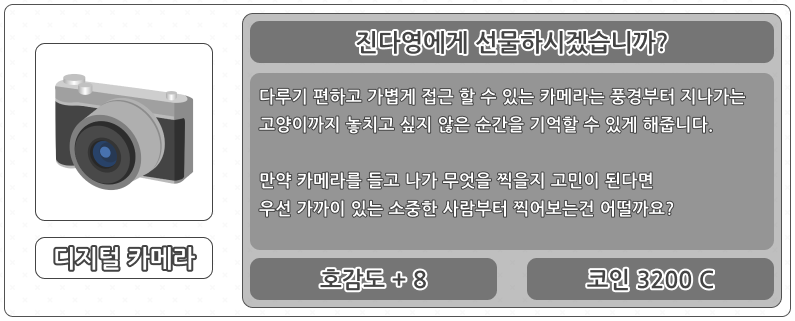 진다영에게 선물하시겠습니까?
다루기 편하고 가볍게 접근 할 수 있는 카메라는 풍경부터 지나가는
고양이까지 놓치고 싶지 않은 순간을 기억할 수 있게 해줍니다.
만약 카메라를 들고 나가 무엇을 찍을지 고민이 된다면
우선 가까이 있는 소중한 사람부터 찍어보는건 어떨까요?
디지털 카메라
호감도 + 8
코인 3200 C